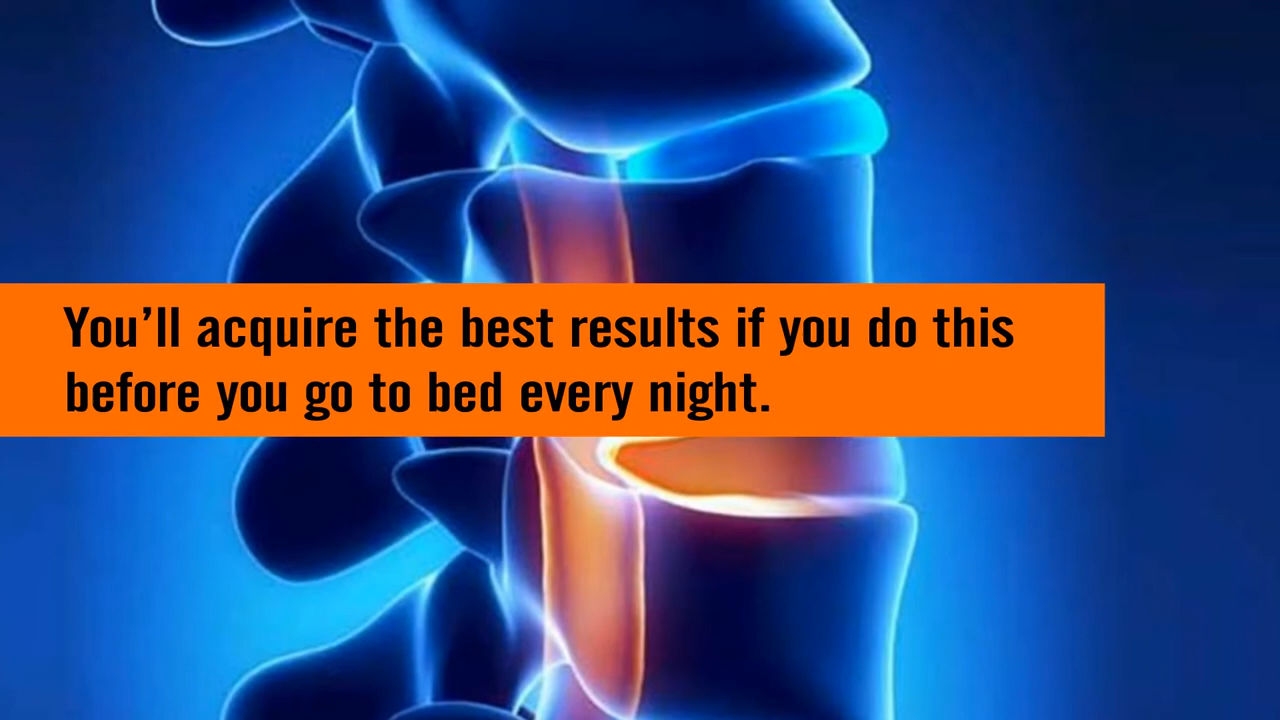 You’ll acquire the best results if you do this
before you go to bed every night.